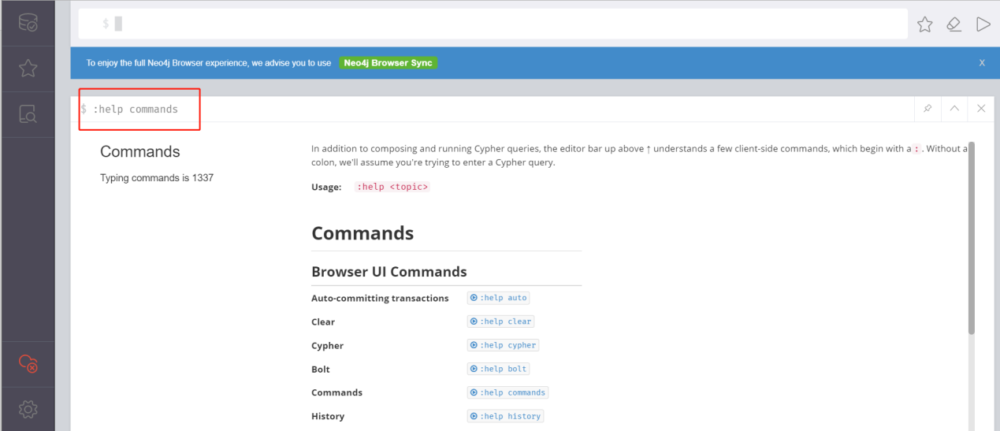 $
To enjoy the full Neo4j Browser experience, we advise you to use Neo4j Browser Sync X
$ :help commands
Commands
Typing commands is 1337
In addition to composing and running Cypher queries, the editor bar up above ↑ understands a few client-side commands, which begin with a : . Without a
colon, we'll assume you're trying to enter a Cypher query.
Usage: :help <topic>
Commands
Browser UI Commands
Auto-committing transactions :help auto
Clear :help clear
Cypher :help cypher
Bolt :help bolt
Commands :help commands
History :help history